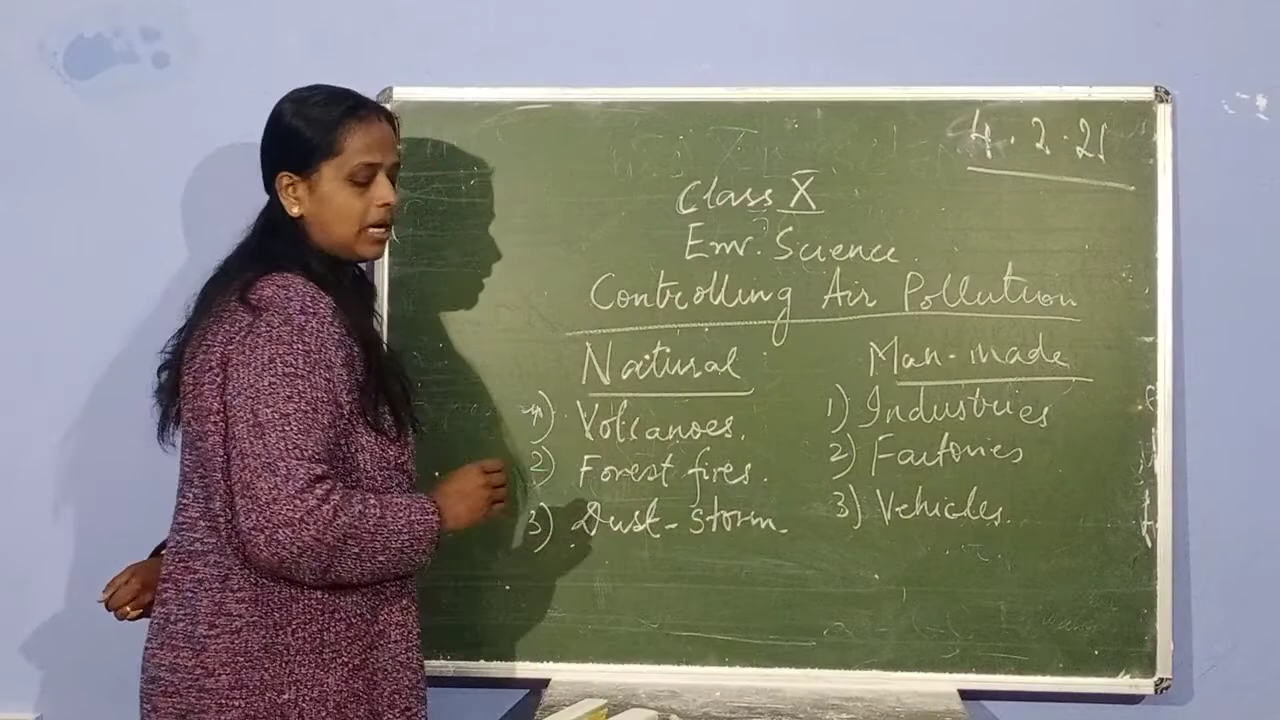 4.2.21
Class X
Env. Science.
Controlling Air Pollution
Natural
1) Volcanoes.
2) Forest fires.
3) Dust-storm.
Man-made
1) Industries
2) Factories
3) Vehicles.